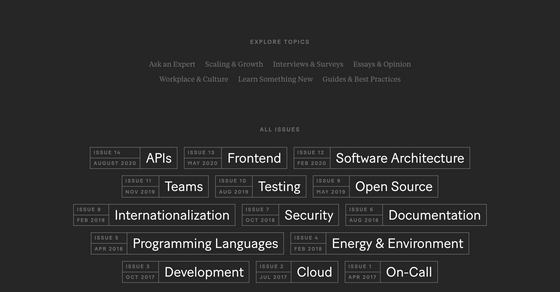 EXPLORE TOPICS
Ask an Expert Scaling & Growth Interviews & Surveys Essays & Opinion
Workplace & Culture Learn Something New Guides & Best Practices
ALL ISSUES
ISSUE 14 AUGUST 2020 APIs ISSUE 13 MAY 2020 Frontend ISSUE 12 FEB 2020 Software Architecture
ISSUE 11 NOV 2019 Teams ISSUE 10 AUG 2019 Testing ISSUE 9 MAY 2019 Open Source
ISSUE 8 FEB 2019 Internationalization ISSUE 7 OCT 2018 Security ISSUE 6 AUG 2018 Documentation
ISSUE 5 APR 2018 Programming Languages ISSUE 4 FEB 2018 Energy & Environment
ISSUE 3 OCT 2017 Development ISSUE 2 JUL 2017 Cloud ISSUE 1 APR 2017 On-Call